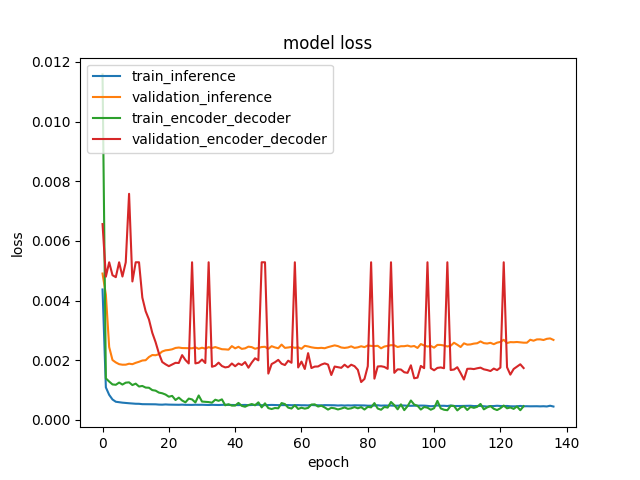 model loss
train_inference
validation_inference
train_encoder_decoder
validation_encoder_decoder
0.012
0.010
0.008
0.006
0.004
0.002
0.000
loss
0 20 40 60 80 100 120 140
epoch